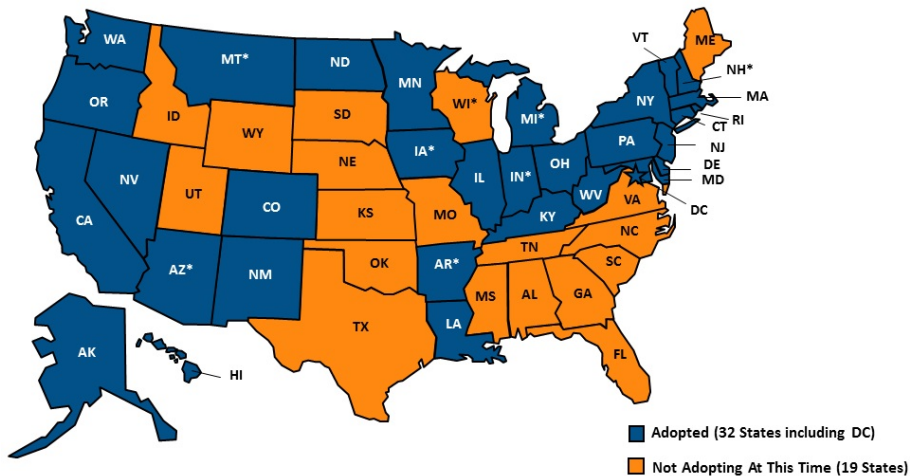 WA
MT*
ND
MN
VT
ME
NH*
MA
RI
CT
NJ
DE
MD
DC
OR
ID
WY
SD
WI*
MI*
NY
PA
NV
UT
CO
NE
IA*
IL
IN*
OH
WV
VA
CA
KS
MO
KY
NC
TN
SC
AZ*
NM
OK
AR*
TX
LA
MS
AL
GA
FL
AK
HI
Adopted (32 States including DC)
Not Adopting At This Time (19 States)